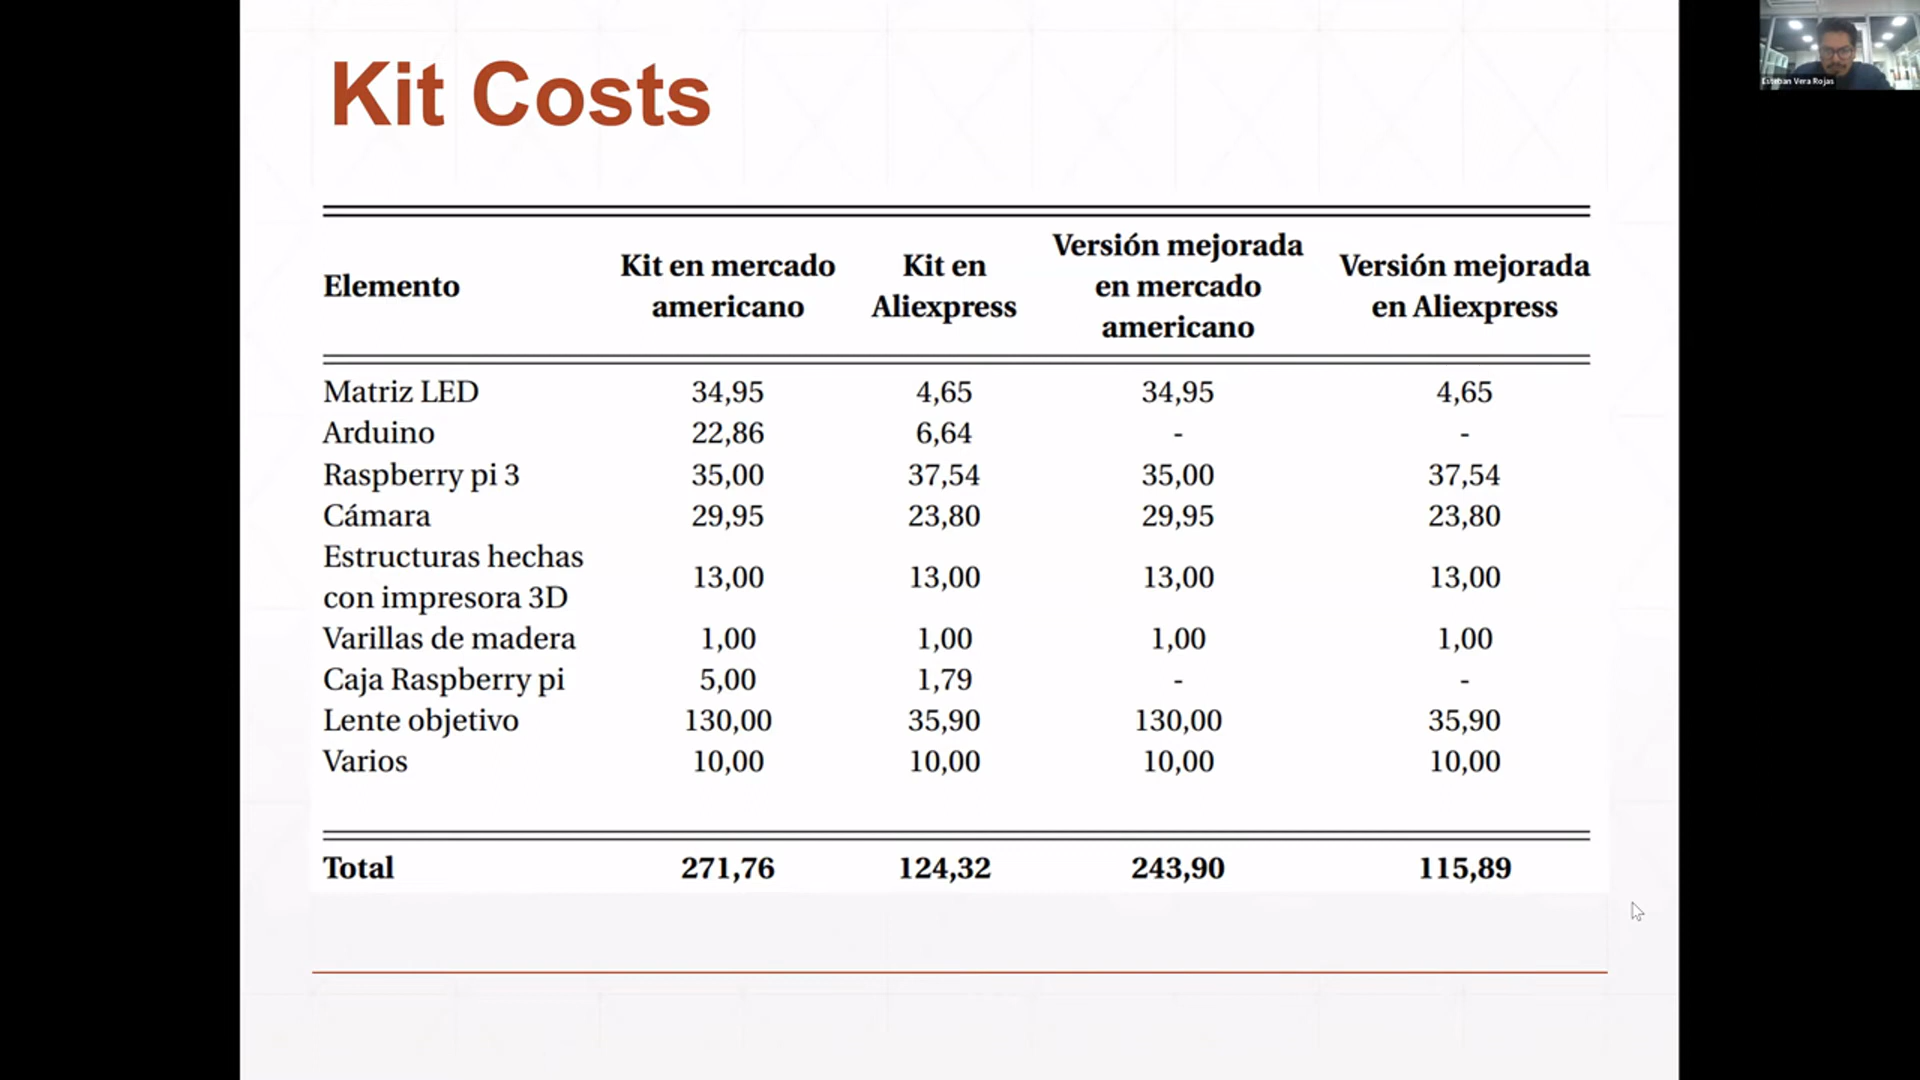 Kit Costs
Esteban Vera Rojas
Elemento Kit en mercado americano Kit en Aliexpress Versión mejorada en mercado americano Versión mejorada en Aliexpress
Matriz LED 34,95 4,65 34,95 4,65
Arduino 22,86 6,64 - -
Raspberry pi 3 35,00 37,54 35,00 37,54
Cámara 29,95 23,80 29,95 23,80
Estructuras hechas con impresora 3D 13,00 13,00 13,00 13,00
Varillas de madera 1,00 1,00 1,00 1,00
Caja Raspberry pi 5,00 1,79 - -
Lente objetivo 130,00 35,90 130,00 35,90
Varios 10,00 10,00 10,00 10,00
Total 271,76 124,32 243,90 115,89